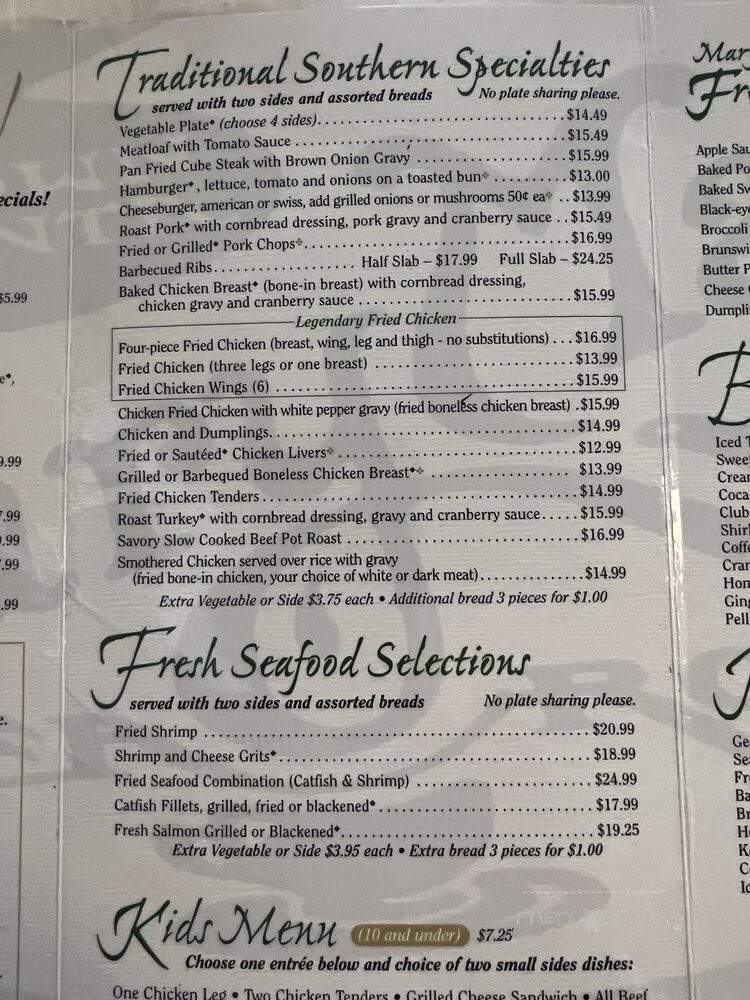 Traditional Southern Specialties
served with two sides and assorted breads No plate sharing please.
Vegetable Plate* (choose 4 sides)........................$14.49
Meatloaf with Tomato Sauce........................$15.49
Pan Fried Cube Steak with Brown Onion Gravy........................$15.99
Hamburger*, lettuce, tomato and onions on a toasted bun*..........$13.00
Cheeseburger, american or swiss, add grilled onions or mushrooms 50¢ ea*..$13.99
Roast Pork* with cornbread dressing, pork gravy and cranberry sauce..$15.49
Fried or Grilled* Pork Chops*........................$16.99
Barbecued Ribs.................... Half Slab – $17.99 Full Slab – $24.25
Baked Chicken Breast* (bone-in breast) with cornbread dressing,
chicken gravy and cranberry sauce........................$15.99
Legendary Fried Chicken
Four-piece Fried Chicken (breast, wing, leg and thigh - no substitutions)...$16.99
Fried Chicken (three legs or one breast)........................$13.99
Fried Chicken Wings (6)........................$15.99
Chicken Fried Chicken with white pepper gravy (fried boneless chicken breast).$15.99
Chicken and Dumplings........................$14.99
Fried or Sautéed* Chicken Livers*........................$12.99
Grilled or Barbequed Boneless Chicken Breast**....................$13.99
Fried Chicken Tenders........................$14.99
Roast Turkey* with cornbread dressing, gravy and cranberry sauce.....$15.99
Savory Slow Cooked Beef Pot Roast........................$16.99
Smothered Chicken served over rice with gravy
(fried bone-in chicken, your choice of white or dark meat)...............$14.99
Extra Vegetable or Side $3.75 each • Additional bread 3 pieces for $1.00
Fresh Seafood Selections
served with two sides and assorted breads No plate sharing please.
Fried Shrimp........................$20.99
Shrimp and Cheese Grits*........................$18.99
Fried Seafood Combination (Catfish & Shrimp)........................$24.99
Catfish Fillets, grilled, fried or blackened*........................$17.99
Fresh Salmon Grilled or Blackened*........................$19.25
Extra Vegetable or Side $3.95 each • Extra bread 3 pieces for $1.00
Kids Menu (10 and under) $7.25
Choose one entrée below and choice of two small sides dishes:
One Chicken Leg • Two Chicken Tenders • Grilled Cheese Sandwich • All Beef
ecials!
$5.99
Apple Sau
Baked Po
Baked Sw
Black-eye
Broccoli
Brunswi
Butter P
Cheese
Dumpli
Iced T
Sweet
Crean
Coca
Club
Shirl
Coffe
Cran
Hon
Ging
Pell